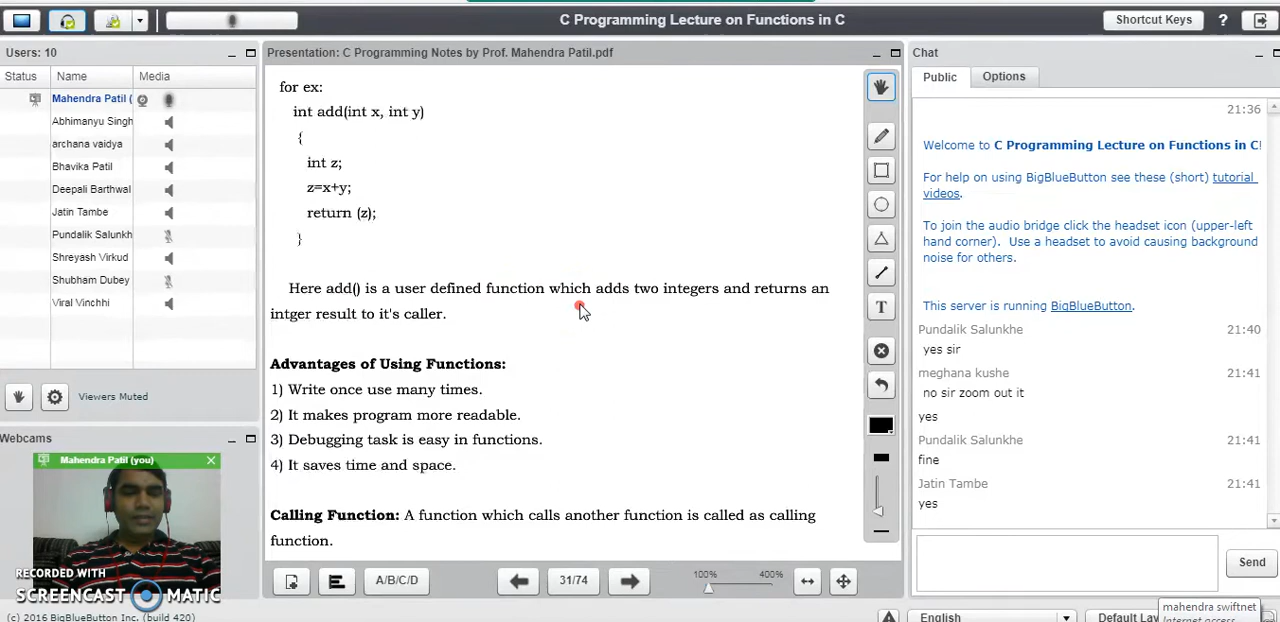 C Programming Lecture on Functions in C
Shortcut Keys
?
Users: 10
Status Name Media
Mahendra Patil (
Abhimanyu Singh
archana vaidya
Bhavika Patil
Deepali Barthwal
Jatin Tambe
Pundalik Salunkh
Shreyash Virkud
Shubham Dubey
Viral Vinchhi
Viewers Muted
Webcams
Mahendra Patil (you)
RECORDED WITH
SCREENCAST MATIC
(c) 2016 BigBlueButton Inc. (build 420)
Presentation: C Programming Notes by Prof. Mahendra Patil.pdf
for ex:
int add(int x, int y)
{
int z;
z=x+y;
return (z);
}
Here add() is a user defined function which adds two integers and returns an
intger result to it's caller.
Advantages of Using Functions:
1) Write once use many times.
2) It makes program more readable.
3) Debugging task is easy in functions.
4) It saves time and space.
Calling Function: A function which calls another function is called as calling
function.
T
A/B/C/D
31/74
100% 400%
Chat
Public Options
21:36
Welcome to C Programming Lecture on Functions in C!
For help on using BigBlueButton see these (short) tutorial
videos.
To join the audio bridge click the headset icon (upper-left
hand corner). Use a headset to avoid causing background
noise for others.
This server is running BigBlueButton.
Pundalik Salunkhe 21:40
yes sir
meghana kushe 21:41
no sir zoom out it
yes
Pundalik Salunkhe 21:41
fine
Jatin Tambe 21:41
yes
Send
English
Default Lay
mahendra swiftnet
Internet access